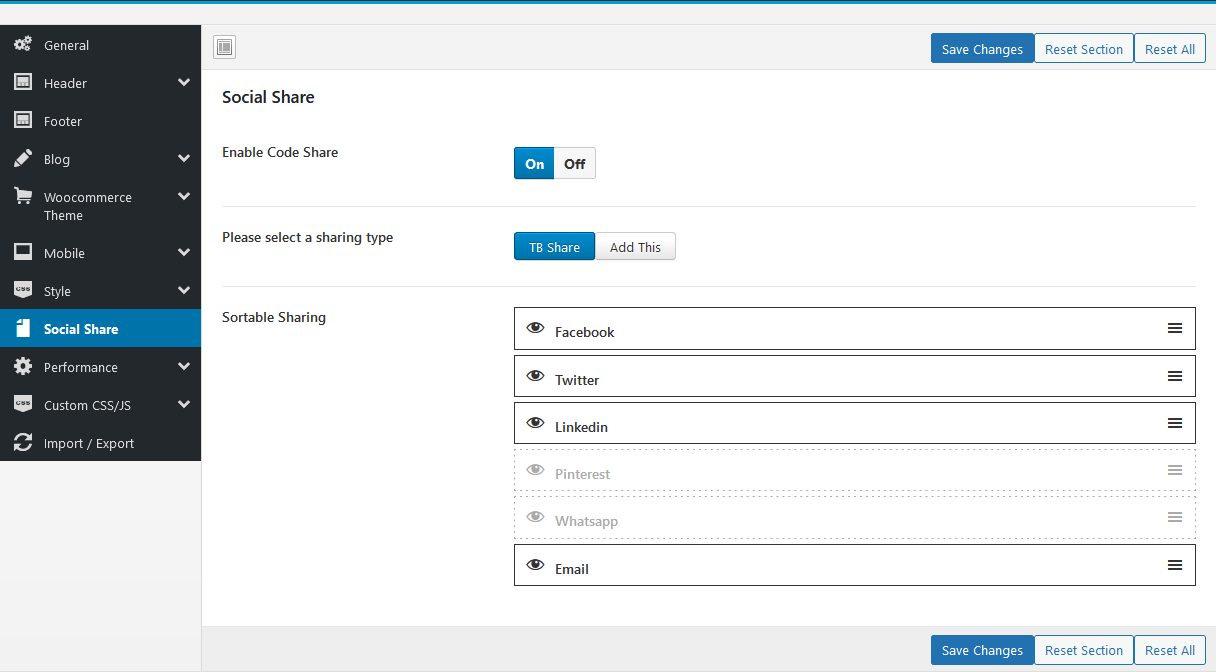 General
Header
Footer
Blog
Woocommerce
Theme
Mobile
CSS
Style
Social Share
Performance
CSS
Custom CSS/JS
Import / Export
Save Changes
Reset Section
Reset All
Social Share
Enable Code Share
On
Off
Please select a sharing type
TB Share
Add This
Sortable Sharing
Facebook
Twitter
Linkedin
Pinterest
Whatsapp
Email
Save Changes
Reset Section
Reset All